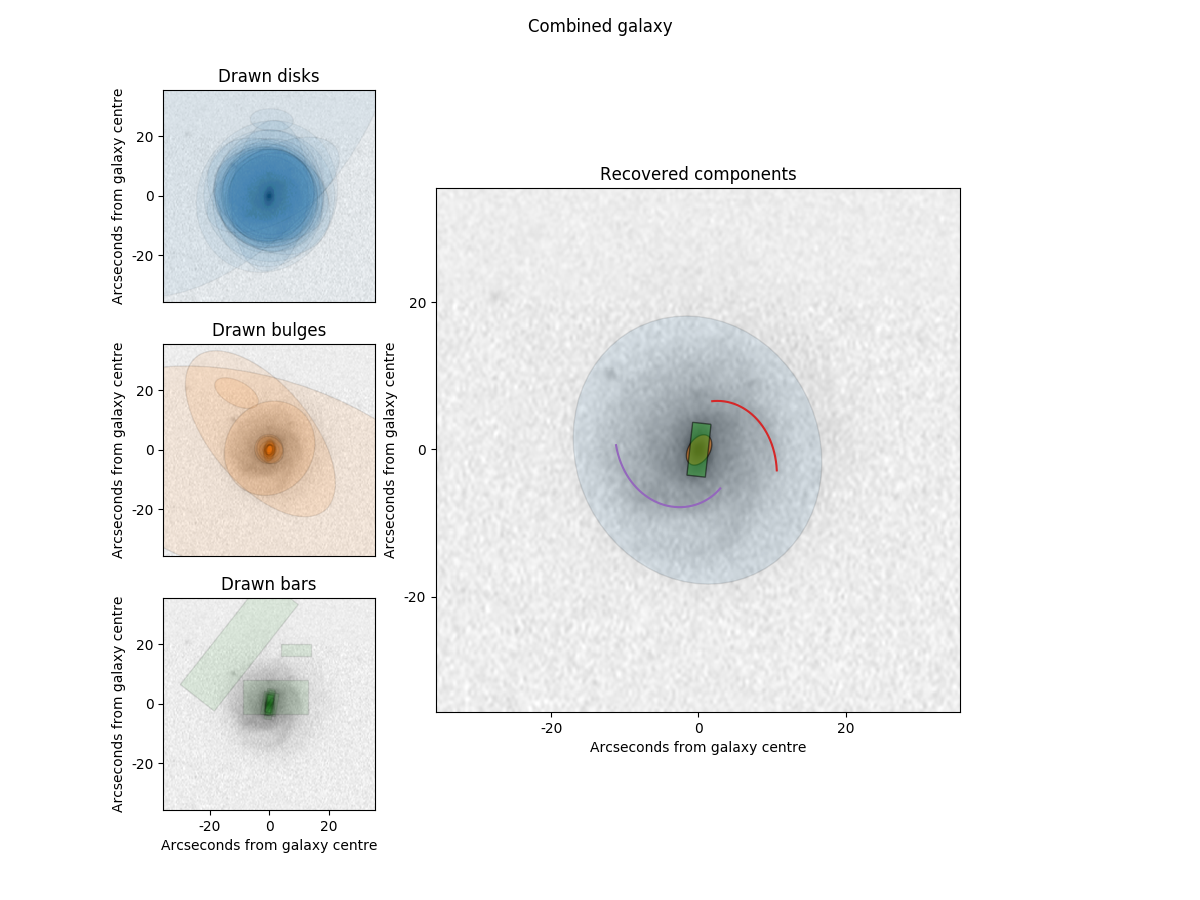 Combined galaxy
Drawn disks
Arcseconds from galaxy centre
20
0
-20
Drawn bulges
Arcseconds from galaxy centre
20
0
-20
Drawn bars
Arcseconds from galaxy centre
20
0
-20
-20 0 20
Arcseconds from galaxy centre
Recovered components
Arcseconds from galaxy centre
20
0
-20
-20 0 20
Arcseconds from galaxy centre